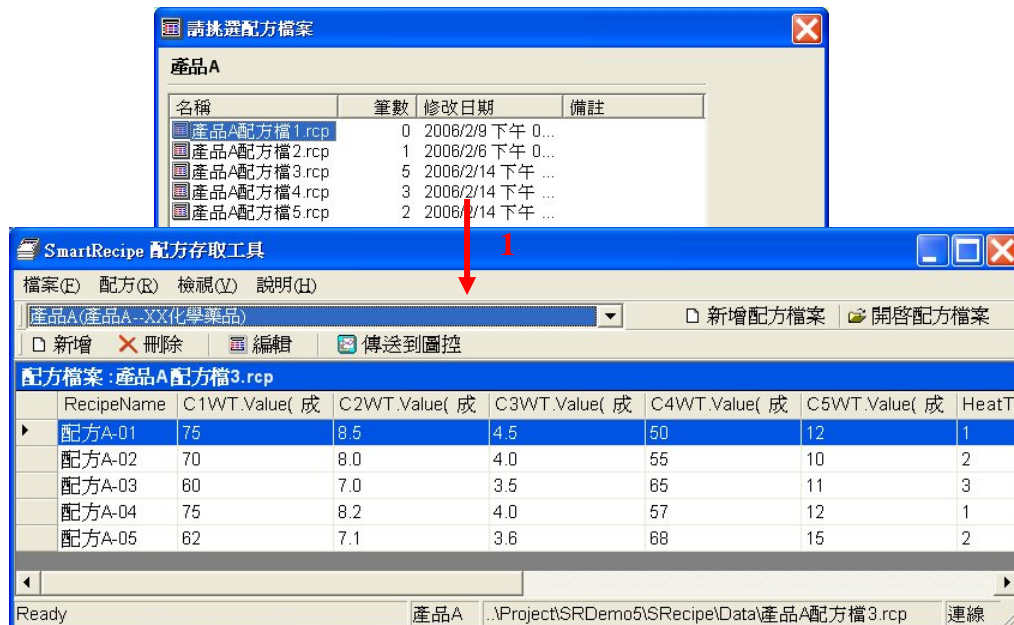 請挑選配方檔案
產品A
名稱 筆數 修改日期 備註
產品A配方檔1.rcp 0 2006/2/9 下午 0...
產品A配方檔2.rcp 1 2006/2/6 下午 0...
產品A配方檔3.rcp 5 2006/2/14 下午 ...
產品A配方檔4.rcp 3 2006/2/14 下午 ...
產品A配方檔5.rcp 2 2006/2/14 下午 ...
1
SmartRecipe 配方存取工具
檔案(F) 配方(R) 檢視(V) 說明(H)
產品A(產品A--XX化學藥品) 新增配方檔案 開啓配方檔案
新增 刪除 編輯 傳送到圖控
配方檔案 :產品A配方檔3.rcp
RecipeName C1WT.Value( 成 C2WT.Value( 成 C3WT.Value( 成 C4WT.Value( 成 C5WT.Value( 成 HeatT
配方A-01 75 8.5 4.5 50 12 1
配方A-02 70 8.0 4.0 55 10 2
配方A-03 60 7.0 3.5 65 11 3
配方A-04 75 8.2 4.0 57 12 1
配方A-05 62 7.1 3.6 68 15 2
Ready 產品A ..\Project\SRDemo5\SRecipe\Data\產品A配方檔3.rcp 連線